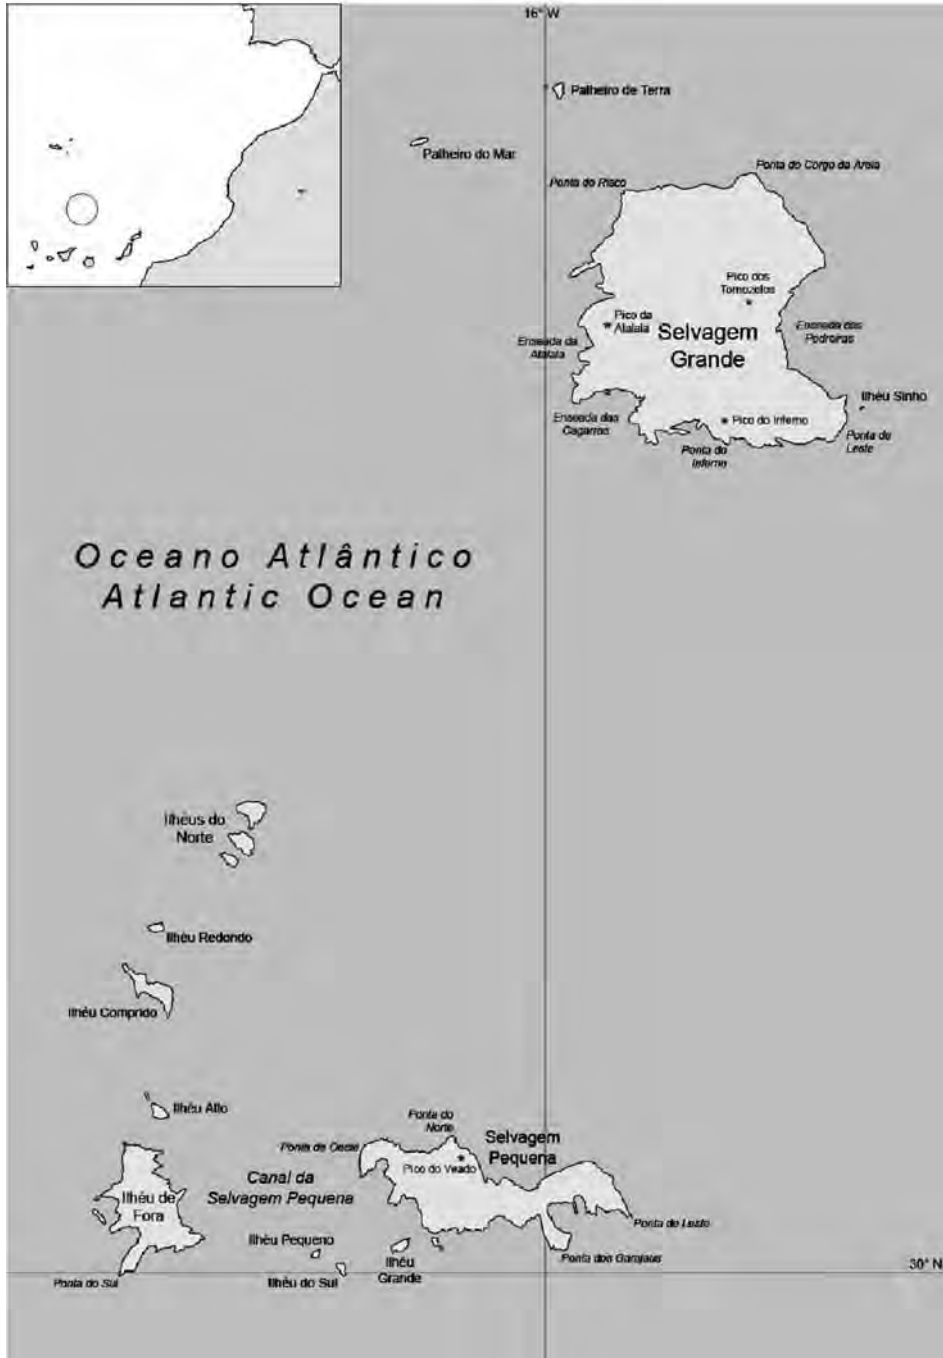 16° W
Palheiro de Terra
Palheiro do Mar
Ponta do Corgo da Areia
Ponta do Risco
Pico dos
Tornozelos
Pico da
Atalaia
Selvagem
Grande
Enseada das
Pedreiras
Enseada da
Atalaia
Ilhéu Sinho
Enseada das
Cagarras
Pico do Inferno
Ponta do
Inferno
Ponta de
Leste
Oceano Atlântico
Atlantic Ocean
Ilhéus do
Norte
Ilhéu Redondo
Ilhéu Comprido
Ilhéu Alto
Ponta do
Norte
Selvagem
Pequena
Ponta de Oeste
Pico do Veado
Canal da
Selvagem Pequena
Ilhéu de
Fora
Ponta de Leste
Ilhéu Pequeno
Ilhéu
Grande
Ponta dos Garajaus
Ponta do Sul
Ilhéu do Sul
30° N